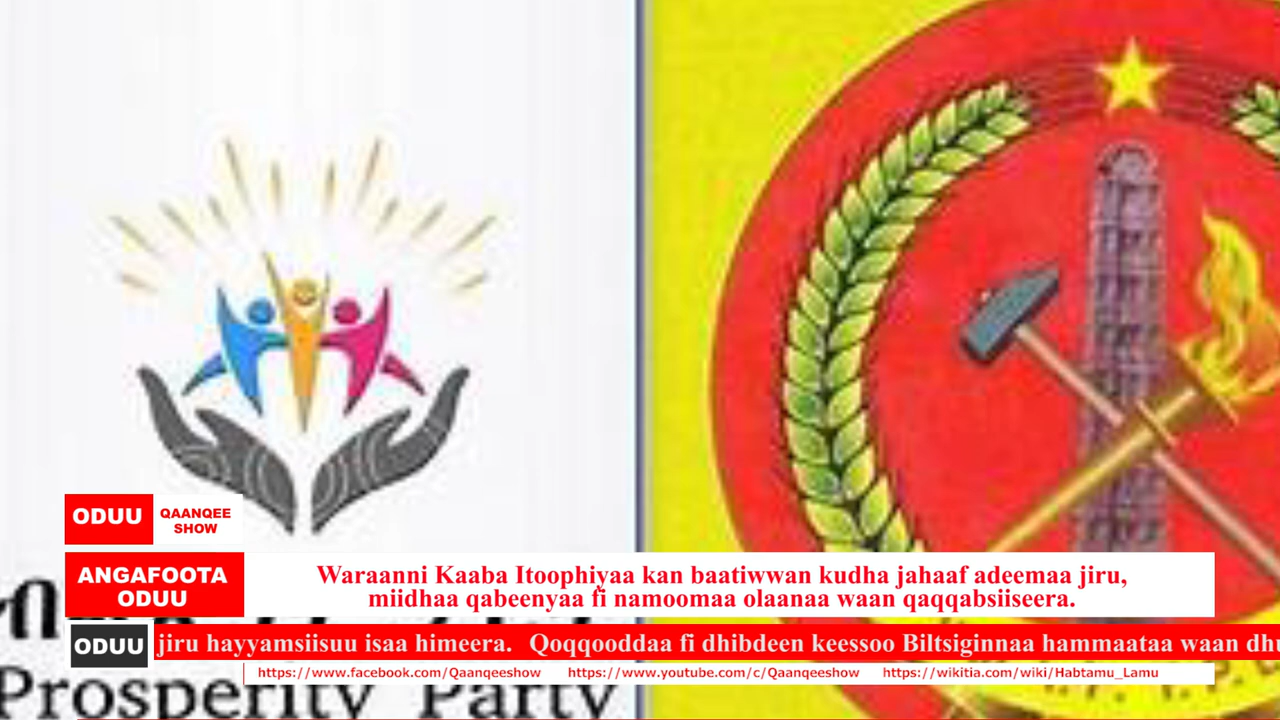 ODUU
QAANQEE
SHOW
ANGAFOOTA
ODUU
Waraanni Kaaba Itoophiyaa kan baatiwwan kudha jahaaf adeemaa jiru,
miidhaa qabeenyaa fi namoomaa olaanaa waan qaqqabsiiseera.
ODUU
jiru hayyamsiisuu isaa himeera. Qoqqooddaa fi dhibdeen keessoo Biltsiginnaa hammaataa waan
https://www.facebook.com/Qaanqeeshow https://www.youtube.com/c/Qaanqeeshow https://wikitia.com/wiki/Habtamu_Lamu
Prosperity Party